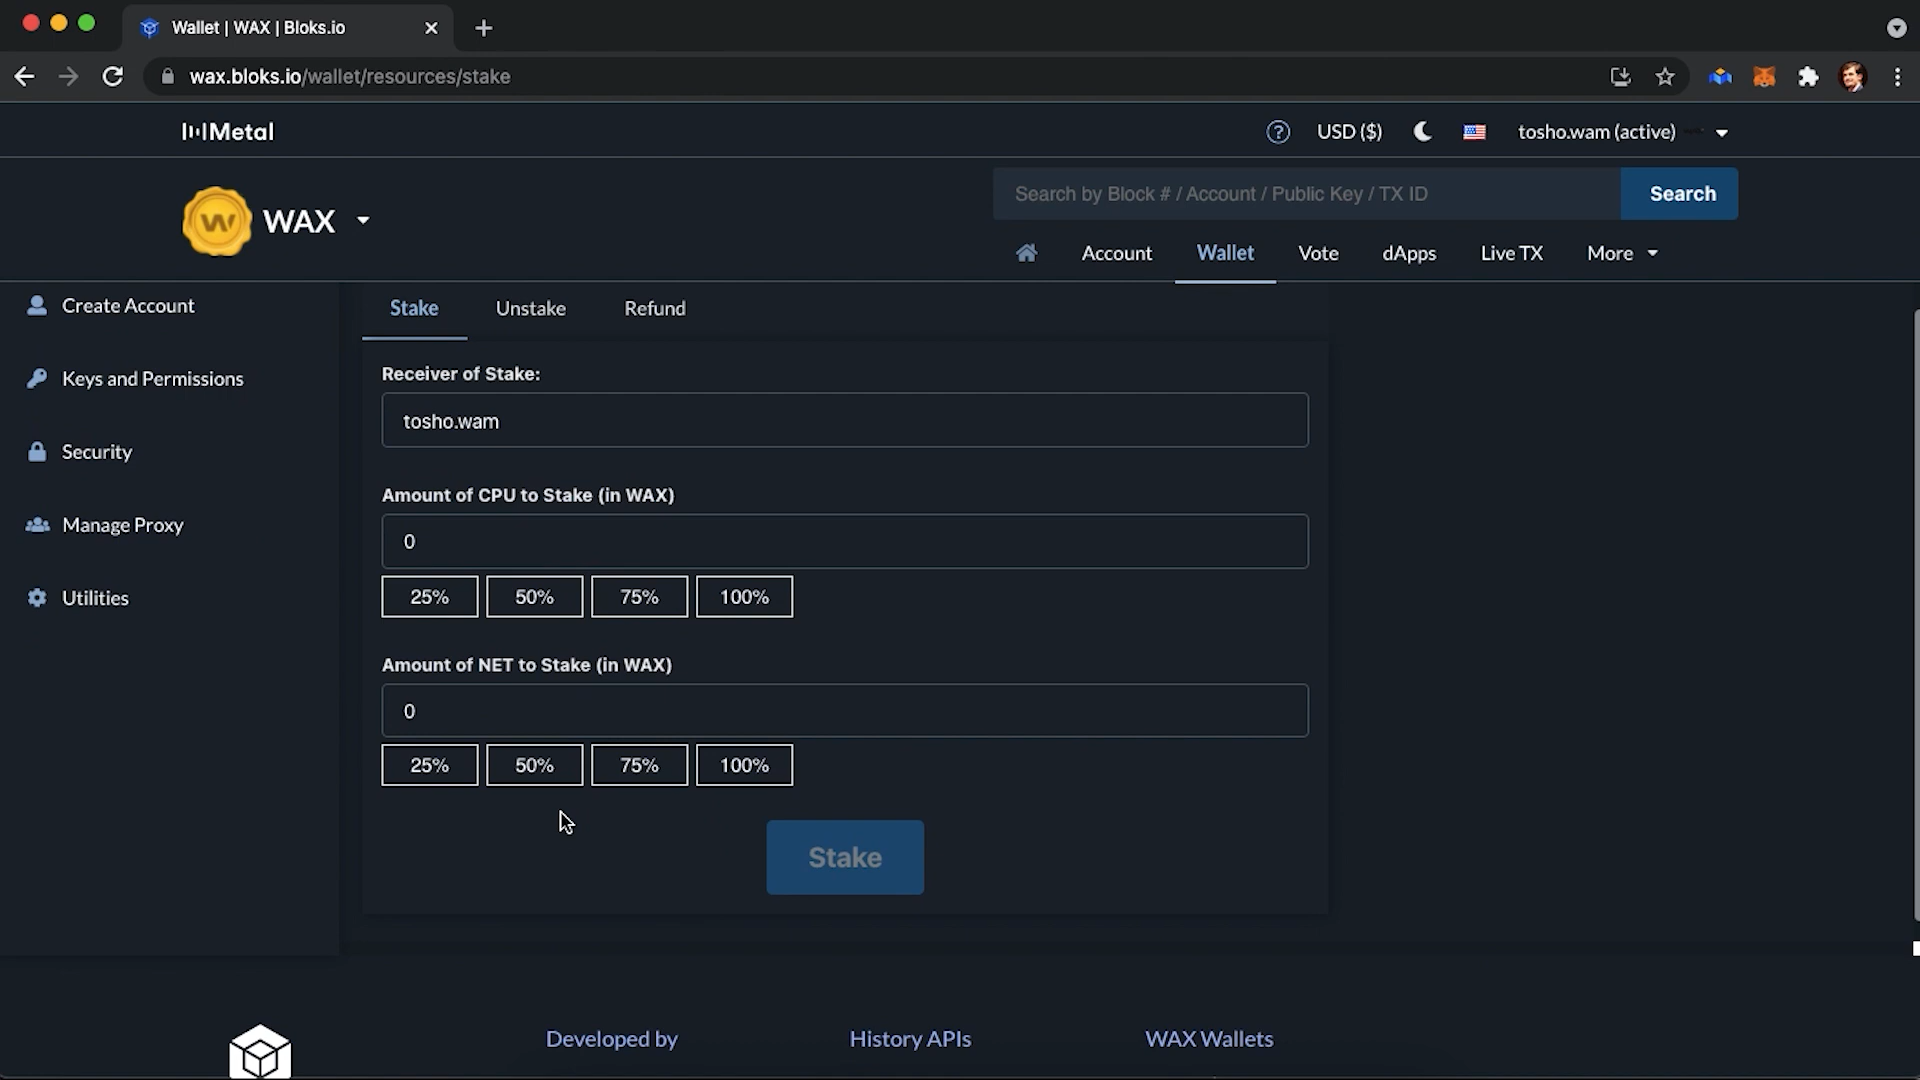 Wallet | WAX | Bloks.io
wax.bloks.io/wallet/resources/stake
Metal
USD ($)
tosho.wam (active)
WAX
Search by Block # / Account / Public Key / TX ID
Search
Account
Wallet
Vote
dApps
Live TX
More
Create Account
Keys and Permissions
Security
Manage Proxy
Utilities
Stake
Unstake
Refund
Receiver of Stake:
tosho.wam
Amount of CPU to Stake (in WAX)
0
25%
50%
75%
100%
Amount of NET to Stake (in WAX)
0
25%
50%
75%
100%
Stake
Developed by
History APIs
WAX Wallets